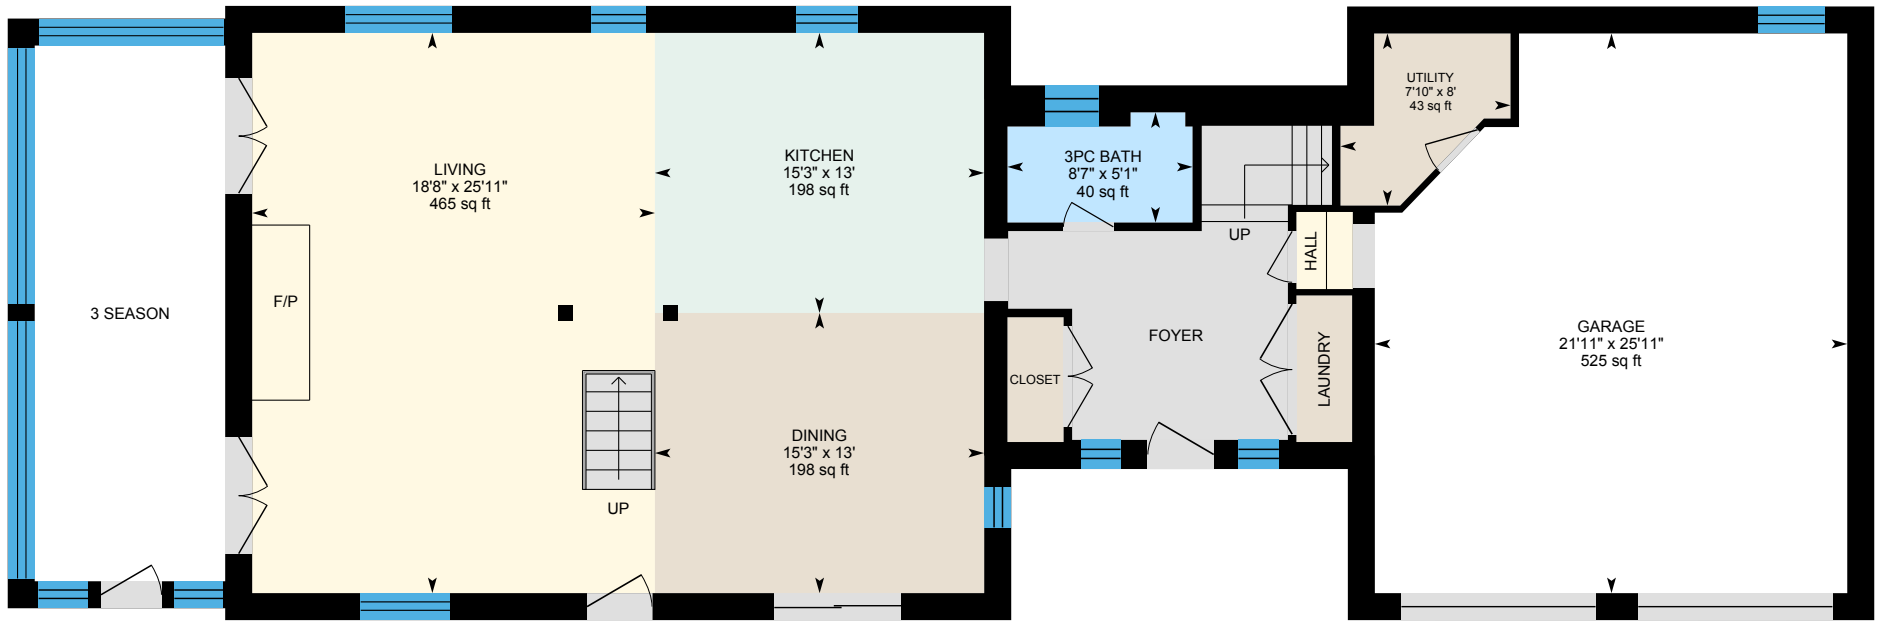 3 SEASON
LIVING
18'8" x 25'11"
465 sq ft
F/P
UP
KITCHEN
15'3" x 13'
198 sq ft
DINING
15'3" x 13'
198 sq ft
3PC BATH
8'7" x 5'1"
40 sq ft
UP
HALL
FOYER
CLOSET
LAUNDRY
UTILITY
7'10" x 8'
43 sq ft
GARAGE
21'11" x 25'11"
525 sq ft